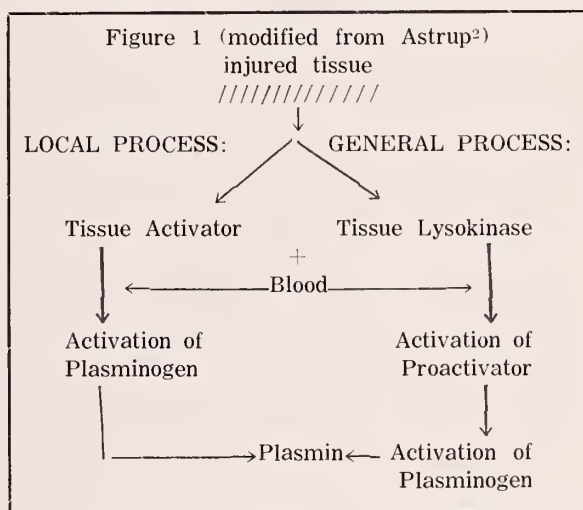 Figure 1 (modified from Astrup²)
injured tissue
LOCAL PROCESS: GENERAL PROCESS:
Tissue Activator Tissue Lysokinase
+
Blood
Activation of Plasminogen
Activation of Proactivator
Plasmin
Activation of Plasminogen